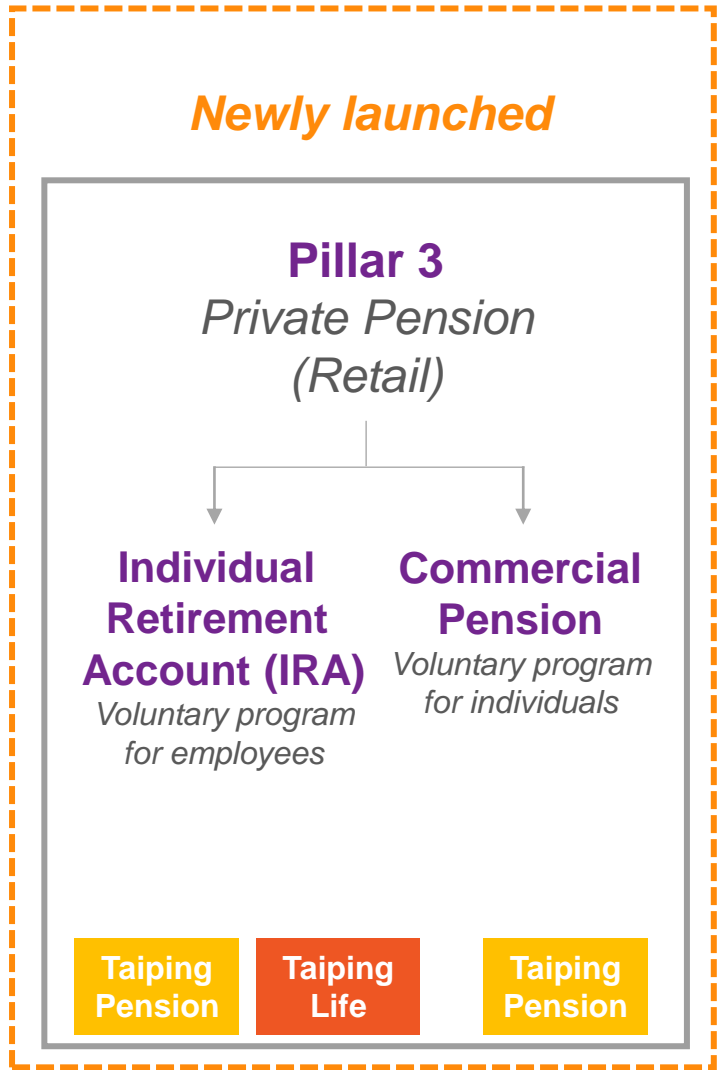 Newly launched
Pillar 3
Private Pension
(Retail)
Individual
Retirement
Account (IRA)
Voluntary program
for employees
Commercial
Pension
Voluntary program
for individuals
Taiping
Pension
Taiping
Life
Taiping
Pension